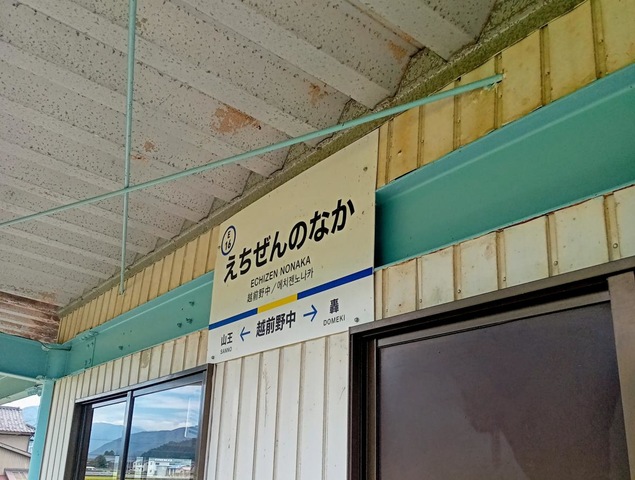 E
16
えちぜんのなか
ECHIZEN NONAKA
越前野中/에치젠노나카
山王 ← 越前野中 → 轟
SANNO DOMEKI